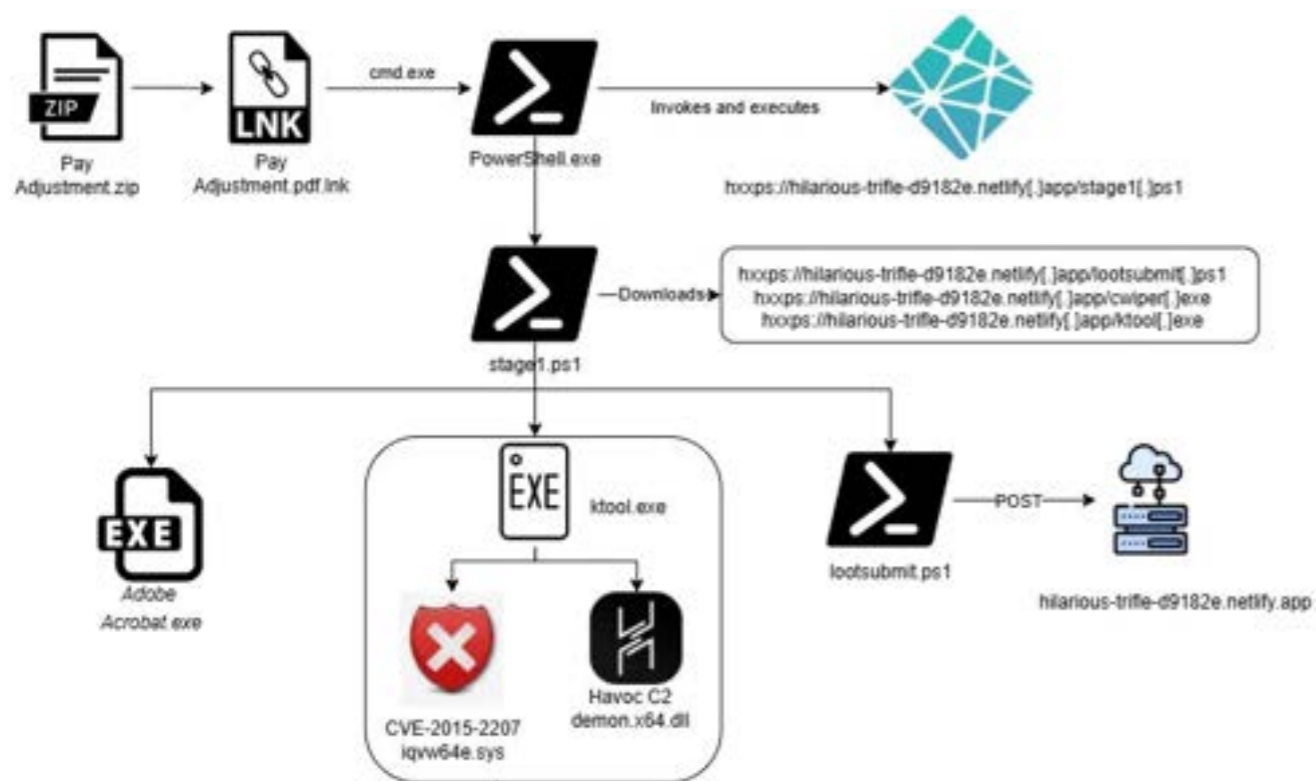 ZIP
Pay
Adjustment.zip
LNK
Pay
Adjustment.pdf.lnk
cmd.exe
PowerShell.exe
Invokes and executes
hxxps://hilarious-trifle-d9182e.netlify[.]app/stage1[.]ps1
stage1.ps1
Downloads
hxxps://hilarious-trifle-d9182e.netlify[.]app/lootsubmit[.]ps1
hxxps://hilarious-trifle-d9182e.netlify[.]app/cwiper[.]exe
hxxps://hilarious-trifle-d9182e.netlify[.]app/ktool[.]exe
EXE
Adobe
Acrobat.exe
EXE
ktool.exe
CVE-2015-2207
iqvw64e.sys
Havoc C2
demon.x64.dll
lootsubmit.ps1
POST
hilarious-trifle-d9182e.netlify.app